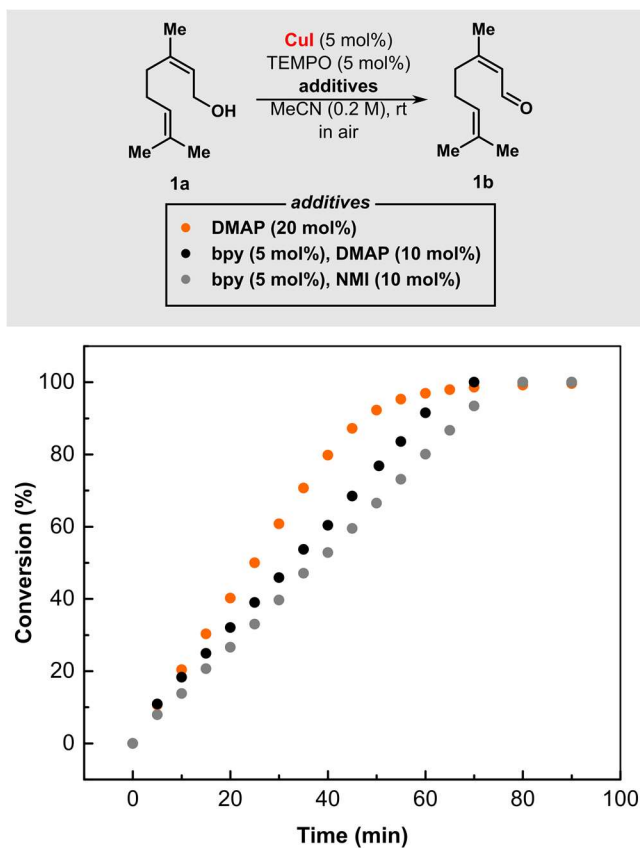 Me
OH
Me
Me
1a
CuI (5 mol%)
TEMPO (5 mol%)
additives
MeCN (0.2 M), rt
in air
Me
O
Me
Me
1b
additives
DMAP (20 mol%)
bpy (5 mol%), DMAP (10 mol%)
bpy (5 mol%), NMI (10 mol%)
100
80
60
40
20
0
Conversion (%)
0 20 40 60 80 100
Time (min)